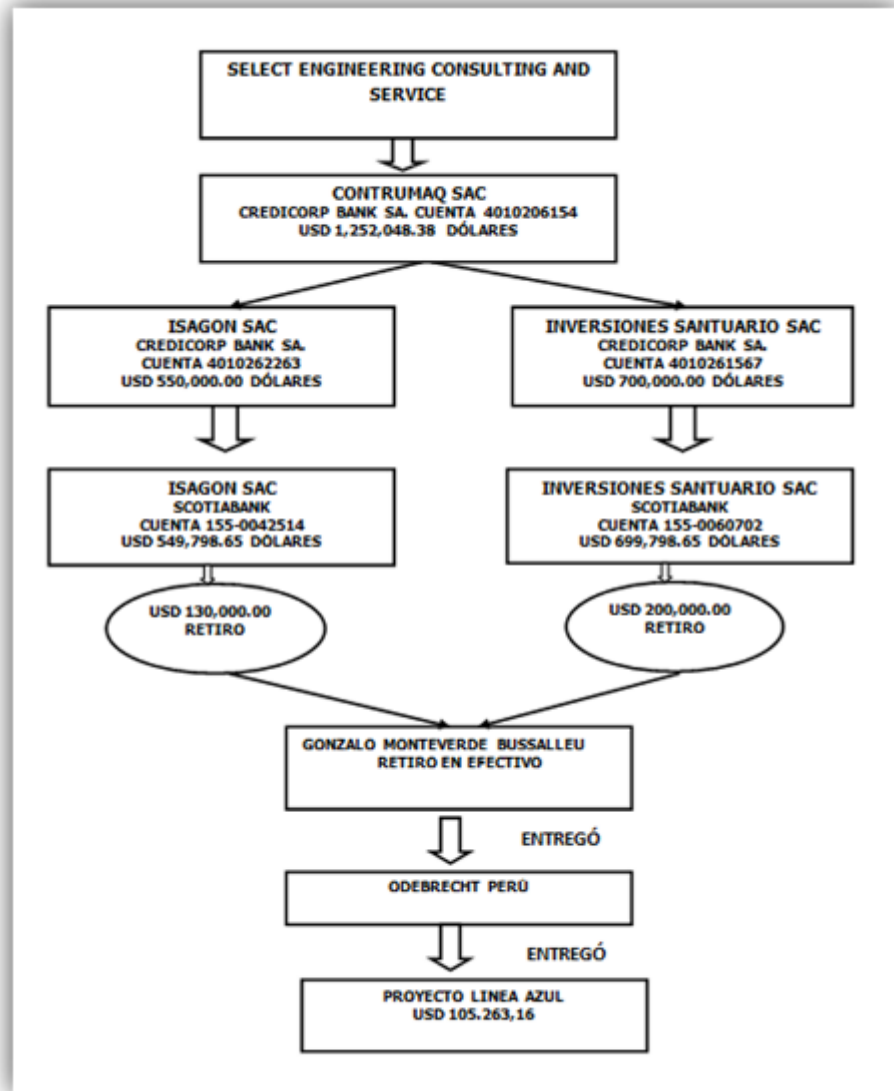 SELECT ENGINEERING CONSULTING AND
SERVICE
CONTRUMAQ SAC
CREDICORP BANK SA. CUENTA 4010206154
USD 1,252,048.38 DÓLARES
ISAGON SAC
CREDICORP BANK SA.
CUENTA 4010262263
USD 550,000.00 DÓLARES
INVERSIONES SANTUARIO SAC
CREDICORP BANK SA.
CUENTA 4010261567
USD 700,000.00 DÓLARES
ISAGON SAC
SCOTIABANK
CUENTA 155-0042514
USD 549,798.65 DÓLARES
INVERSIONES SANTUARIO SAC
SCOTIABANK
CUENTA 155-0060702
USD 699,798.65 DÓLARES
USD 130,000.00
RETIRO
USD 200,000.00
RETIRO
GONZALO MONTEVERDE BUSSALLEU
RETIRO EN EFECTIVO
ENTREGÓ
ODEBRECHT PERÚ
ENTREGÓ
PROYECTO LINEA AZUL
USD 105.263,16